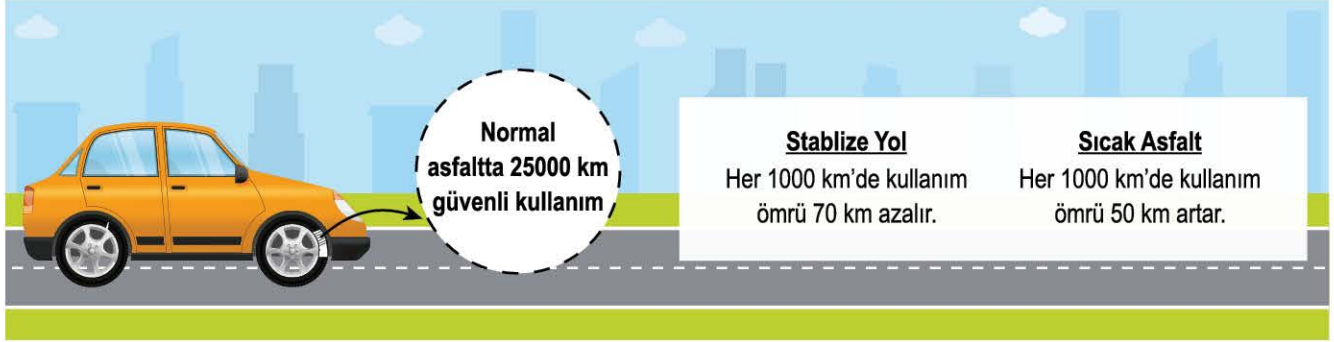 Normal
asfaltta 25000 km
güvenli kullanım
Stablize Yol
Her 1000 km'de kullanım
ömrü 70 km azalır.
Sıcak Asfalt
Her 1000 km'de kullanım
ömrü 50 km artar.